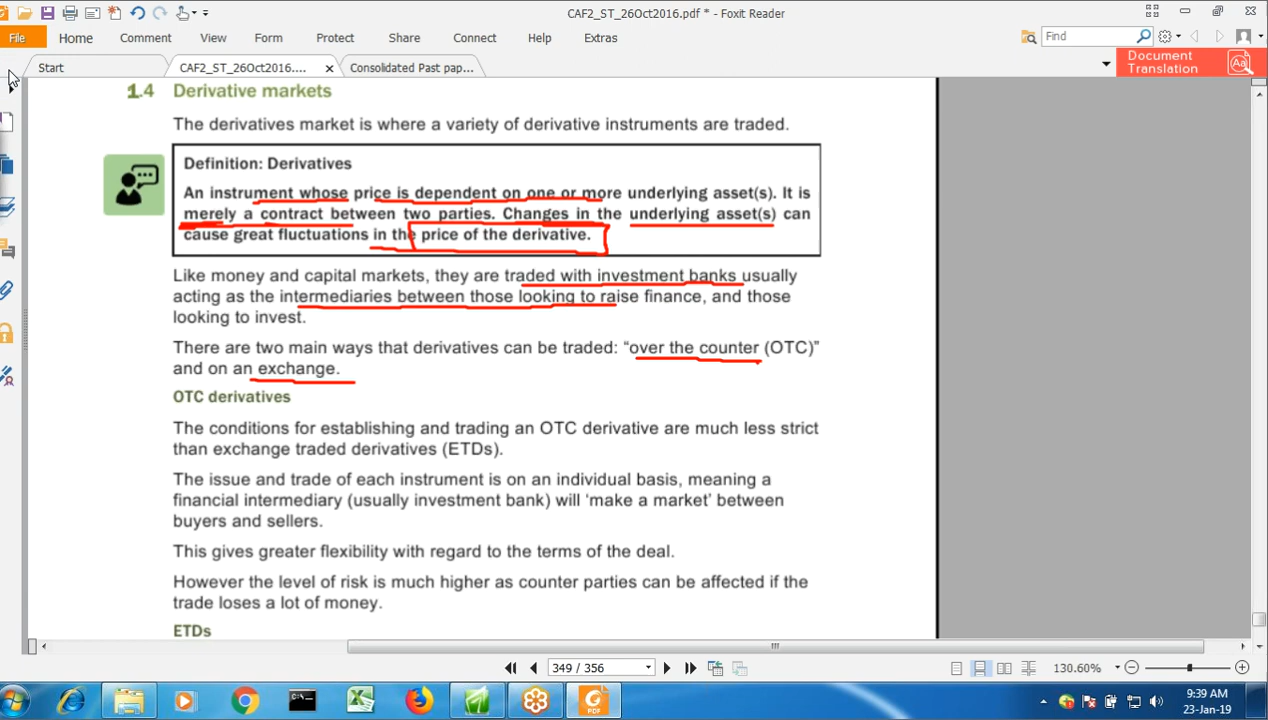 CAF2_ST_26Oct2016.pdf * - Foxit Reader
File Home Comment View Form Protect Share Connect Help Extras
Find
Start
CAF2_ST_26Oct2016....
Consolidated Past pap...
Document
Translation
1.4 Derivative markets
The derivatives market is where a variety of derivative instruments are traded.
Definition: Derivatives
An instrument whose price is dependent on one or more underlying asset(s). It is
merely a contract between two parties. Changes in the underlying asset(s) can
cause great fluctuations in the price of the derivative.
Like money and capital markets, they are traded with investment banks usually
acting as the intermediaries between those looking to raise finance, and those
looking to invest.
There are two main ways that derivatives can be traded: “over the counter (OTC)”
and on an exchange.
OTC derivatives
The conditions for establishing and trading an OTC derivative are much less strict
than exchange traded derivatives (ETDs).
The issue and trade of each instrument is on an individual basis, meaning a
financial intermediary (usually investment bank) will ‘make a market’ between
buyers and sellers.
This gives greater flexibility with regard to the terms of the deal.
However the level of risk is much higher as counter parties can be affected if the
trade loses a lot of money.
ETDs
349 / 356
130.60%
9:39 AM
23-Jan-19